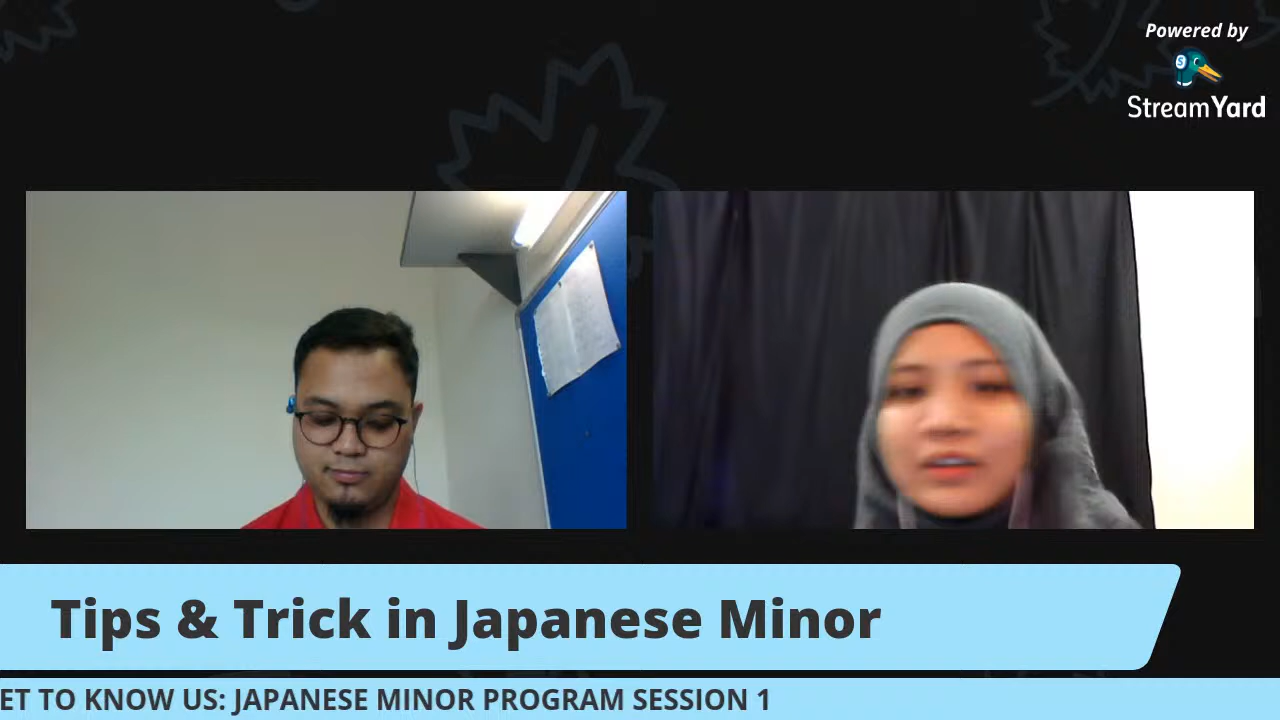 Powered by
StreamYard
Tips & Trick in Japanese Minor
ET TO KNOW US: JAPANESE MINOR PROGRAM SESSION 1